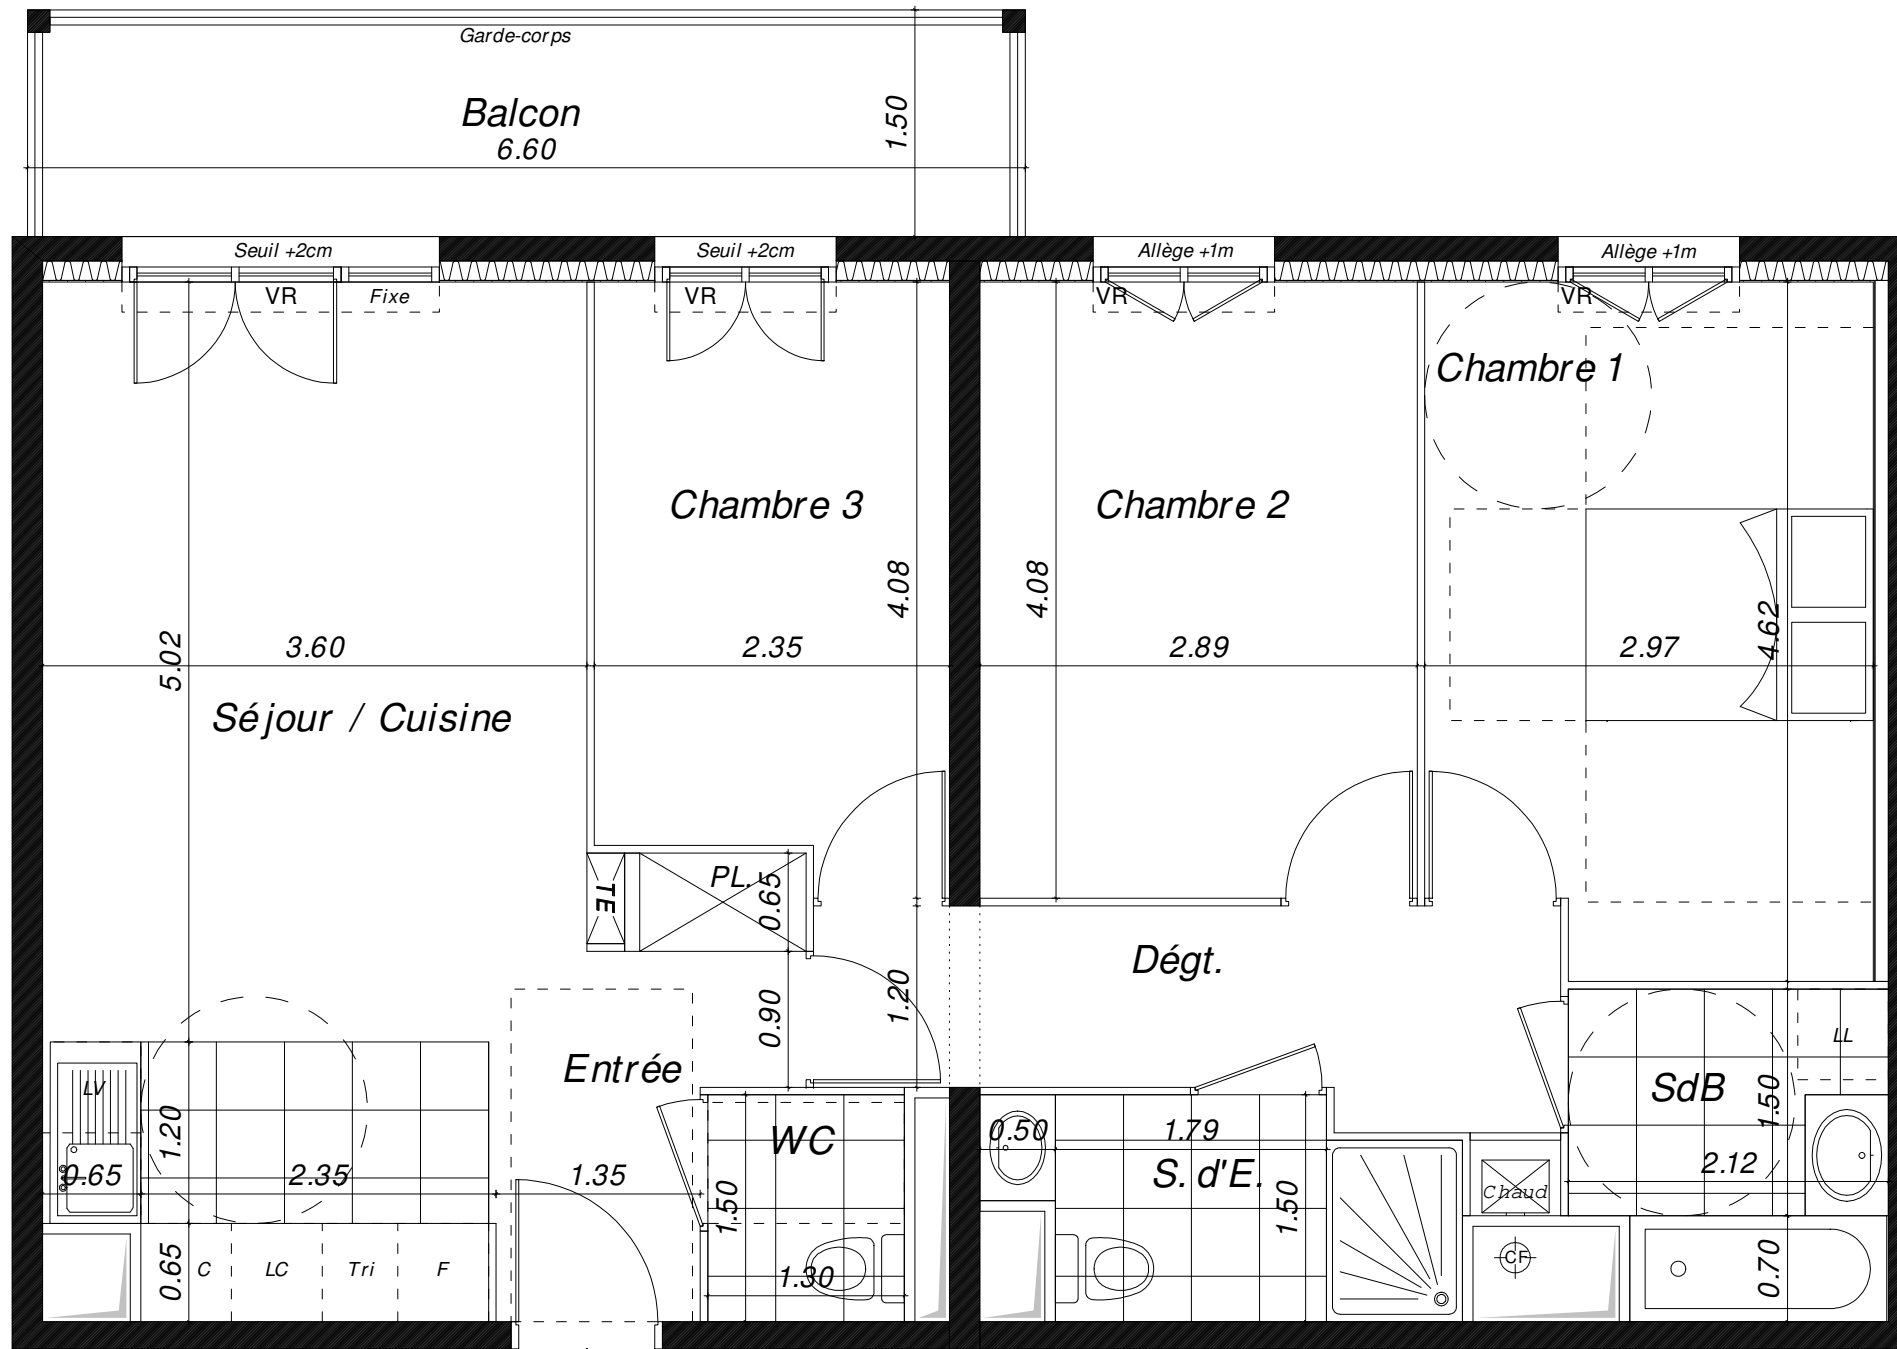 Garde-corps
Balcon
6.60
1.50
Seuil +2cm
Seuil +2cm
Allège +1m
Allège +1m
VR
Fixe
VR
VR
VR
Chambre 1
Chambre 3
Chambre 2
4.08
4.08
5.02
3.60
2.35
2.89
2.97
4.62
Séjour / Cuisine
PL.
0.65
TE
Dégt.
0.90
1.20
Entrée
LV
LL
SdB
1.50
1.20
WC
0.50
1.79
0.65
2.35
1.35
1.50
S. d'E.
1.50
2.12
Chaud
0.65
C
LC
Tri
F
1.30
CF
0.70